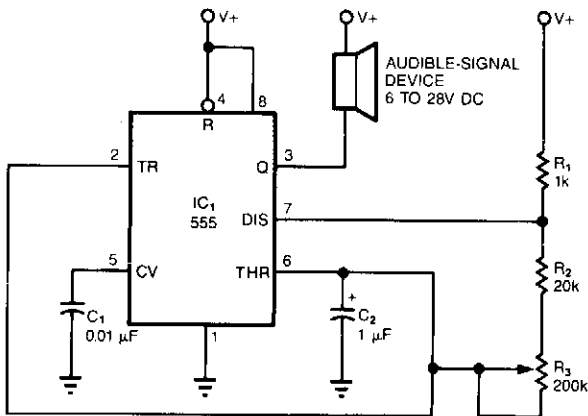 V+
V+
V+
AUDIBLE-SIGNAL
DEVICE
6 TO 28V DC
4
8
R
2
TR
Q
3
R1
1k
IC1
555
DIS
7
5
CV
THR
6
R2
20k
C1
0.01 µF
1
+
C2
1 µF
R3
200k